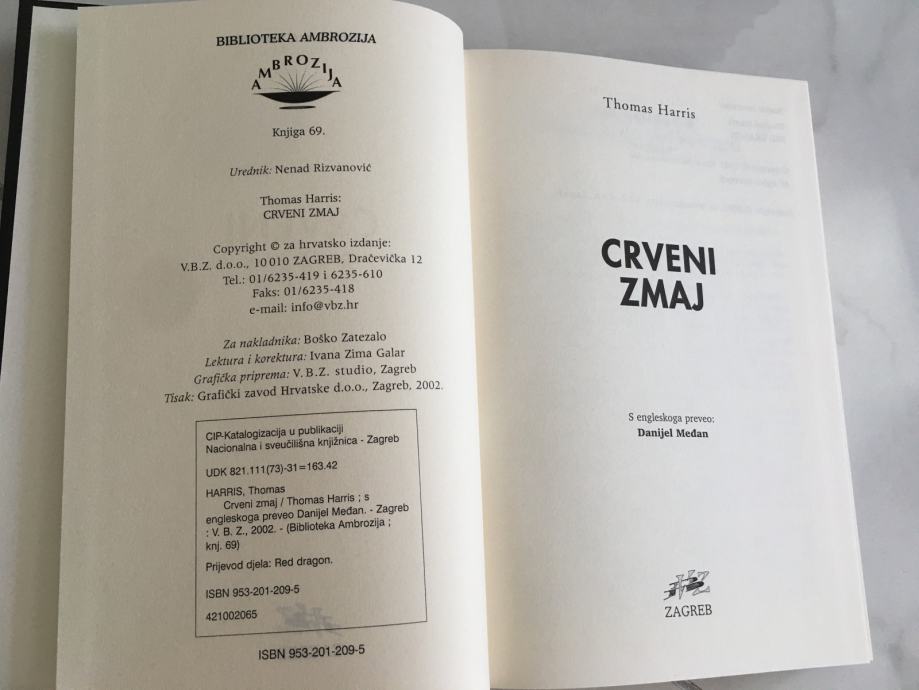 BIBLIOTEKA AMBROZIJA
AMBROZIJA
Knjiga 69.
Urednik: Nenad Rizvanović
Thomas Harris:
CRVENI ZMAJ
Copyright © za hrvatsko izdanje:
V.B.Z. d.o.o., 10 010 ZAGREB, Dračevička 12
Tel.: 01/6235-419 i 6235-610
Faks: 01/6235-418
e-mail: info@vbz.hr
Za nakladnika: Boško Zatezalo
Lektura i korektura: Ivana Zima Galar
Grafička priprema: V.B.Z. studio, Zagreb
Tisak: Grafički zavod Hrvatske d.o.o., Zagreb, 2002.
CIP-Katalogizacija u publikaciji
Nacionalna i sveučilišna knjižnica - Zagreb
UDK 821.111(73)-31=163.42
HARRIS, Thomas
Crveni zmaj / Thomas Harris ; s
engleskoga preveo Danijel Međan. - Zagreb
: V. B. Z., 2002. - (Biblioteka Ambrozija ;
knj. 69)
Prijevod djela: Red dragon.
ISBN 953-201-209-5
421002065
ISBN 953-201-209-5
Thomas Harris
CRVENI
ZMAJ
S engleskoga preveo:
Danijel Međan
VBZ
ZAGREB